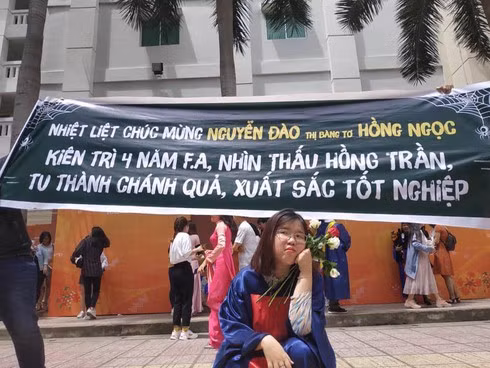 NHIỆT LIỆT CHÚC MỪNG NGUYỄN ĐÀO THỊ BĂNG TƠ HỒNG NGỌC
KIÊN TRÌ 4 NĂM F.A, NHÌN THẤU HỒNG TRẦN,
TU THÀNH CHÁNH QUẢ, XUẤT SẮC TỐT NGHIỆP